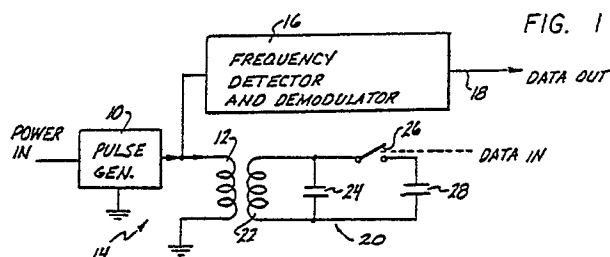 FIG. 1
16
FREQUENCY
DETECTOR
AND DEMODULATOR
18
DATA OUT
10
POWER
IN
PULSE
GEN.
12
26
DATA IN
24
28
22
20
14